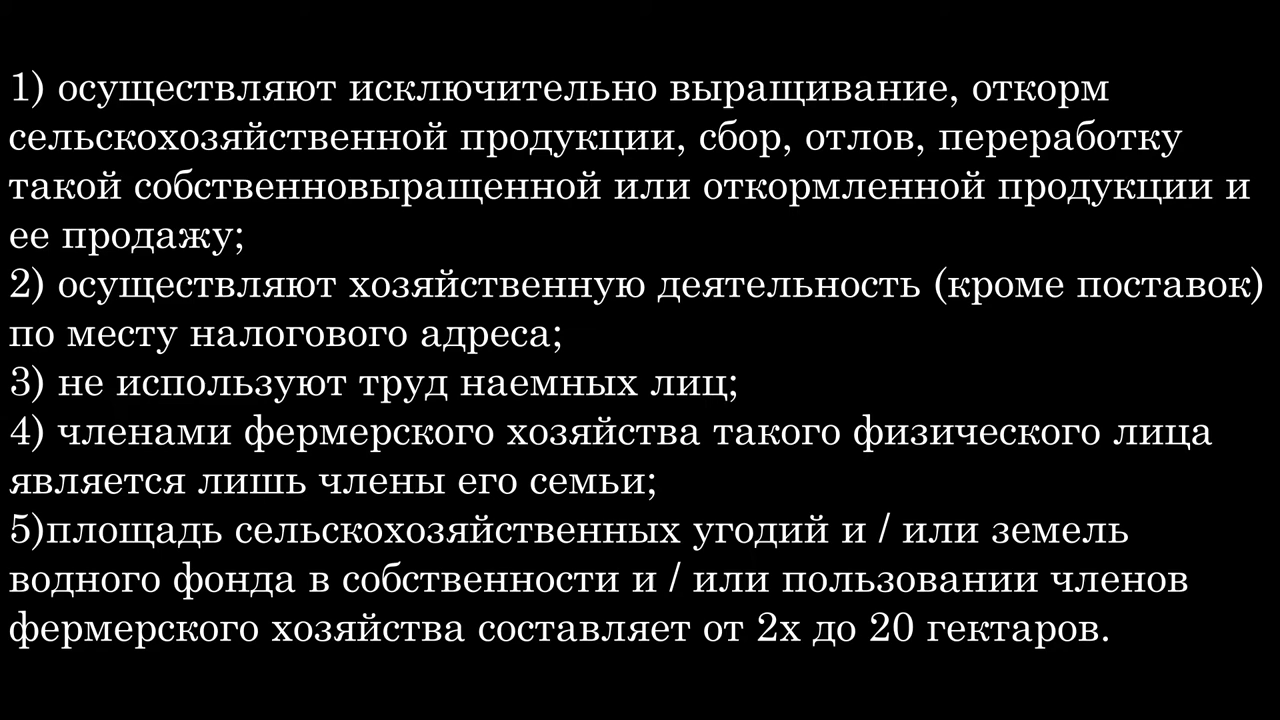 1) осуществляют исключительно выращивание, откорм
сельскохозяйственной продукции, сбор, отлов, переработку
такой собственновыращенной или откормленной продукции и
ее продажу;
2) осуществляют хозяйственную деятельность (кроме поставок)
по месту налогового адреса;
3) не используют труд наемных лиц;
4) членами фермерского хозяйства такого физического лица
является лишь члены его семьи;
5)площадь сельскохозяйственных угодий и / или земель
водного фонда в собственности и / или пользовании членов
фермерского хозяйства составляет от 2х до 20 гектаров.